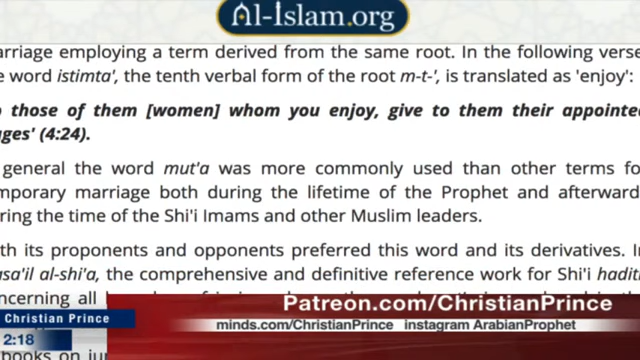 Al-Islam.org
arriage employing a term derived from the same root. In the following verse
e word istimta', the tenth verbal form of the root m-t-', is translated as 'enjoy':
those of them [women] whom you enjoy, give to them their appointed
ages' (4:24).
general the word mut'a was more commonly used than other terms fo
mporary marriage both during the lifetime of the Prophet and afterward
ring the time of the Shi'i Imams and other Muslim leaders.
th its proponents and opponents preferred this word and its derivatives. I
asa'il al-shi'a, the comprehensive and definitive reference work for Shi'i hadit
ncerning all
Patreon.com/ChristianPrince
Christian Prince
minds.com/ChristianPrince instagram ArabianProphet
2:18
books on